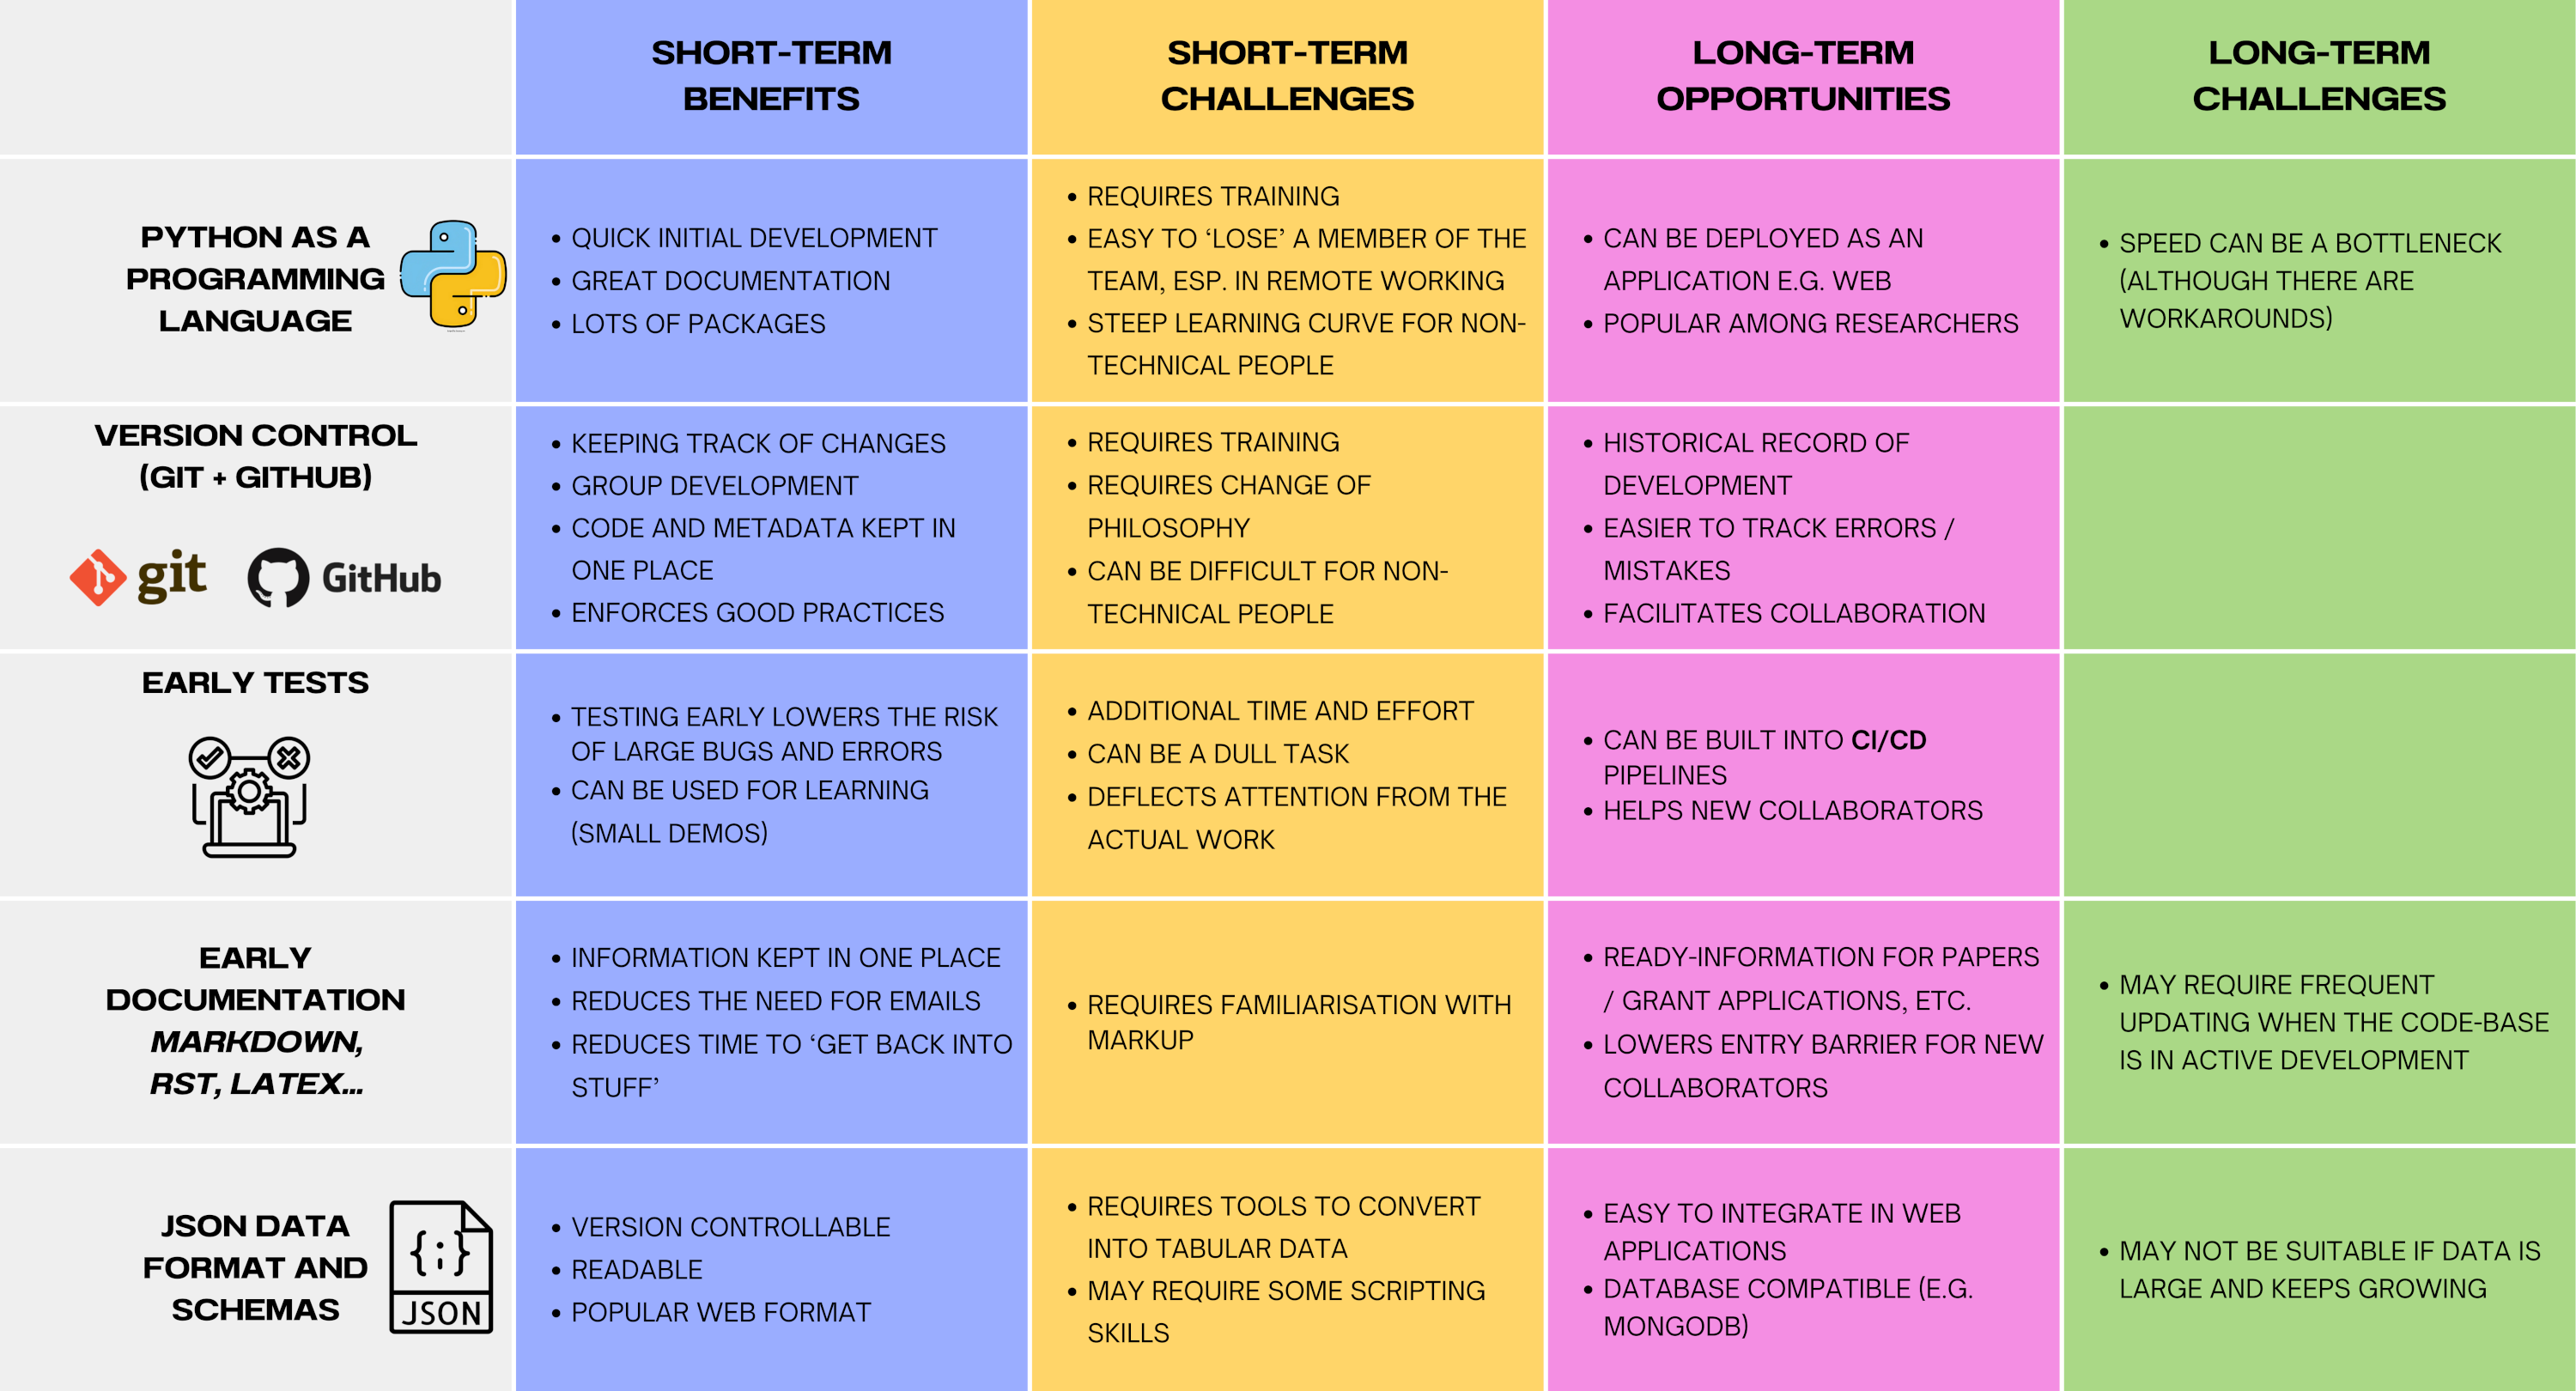 SHORT-TERM
BENEFITS
SHORT-TERM
CHALLENGES
LONG-TERM
OPPORTUNITIES
LONG-TERM
CHALLENGES
PYTHON AS A
PROGRAMMING
LANGUAGE
• QUICK INITIAL DEVELOPMENT
• GREAT DOCUMENTATION
• LOTS OF PACKAGES
• REQUIRES TRAINING
• EASY TO ‘LOSE’ A MEMBER OF THE
TEAM, ESP. IN REMOTE WORKING
• STEEP LEARNING CURVE FOR NON-
TECHNICAL PEOPLE
• CAN BE DEPLOYED AS AN
APPLICATION E.G. WEB
• POPULAR AMONG RESEARCHERS
• SPEED CAN BE A BOTTLENECK
(ALTHOUGH THERE ARE
WORKAROUNDS)
VERSION CONTROL
(GIT + GITHUB)
git
GitHub
• KEEPING TRACK OF CHANGES
• GROUP DEVELOPMENT
• CODE AND METADATA KEPT IN
ONE PLACE
• ENFORCES GOOD PRACTICES
• REQUIRES TRAINING
• REQUIRES CHANGE OF
PHILOSOPHY
• CAN BE DIFFICULT FOR NON-
TECHNICAL PEOPLE
• HISTORICAL RECORD OF
DEVELOPMENT
• EASIER TO TRACK ERRORS /
MISTAKES
• FACILITATES COLLABORATION
EARLY TESTS
• TESTING EARLY LOWERS THE RISK
OF LARGE BUGS AND ERRORS
• CAN BE USED FOR LEARNING
(SMALL DEMOS)
• ADDITIONAL TIME AND EFFORT
• CAN BE A DULL TASK
• DEFLECTS ATTENTION FROM THE
ACTUAL WORK
• CAN BE BUILT INTO CI/CD
PIPELINES
• HELPS NEW COLLABORATORS
EARLY
DOCUMENTATION
MARKDOWN,
RST, LATEX...
• INFORMATION KEPT IN ONE PLACE
• REDUCES THE NEED FOR EMAILS
• REDUCES TIME TO ‘GET BACK INTO
STUFF’
• REQUIRES FAMILIARISATION WITH
MARKUP
• READY-INFORMATION FOR PAPERS
/ GRANT APPLICATIONS, ETC.
• LOWERS ENTRY BARRIER FOR NEW
COLLABORATORS
• MAY REQUIRE FREQUENT
UPDATING WHEN THE CODE-BASE
IS IN ACTIVE DEVELOPMENT
JSON DATA
FORMAT AND
SCHEMAS
{;}
JSON
• VERSION CONTROLLABLE
• READABLE
• POPULAR WEB FORMAT
• REQUIRES TOOLS TO CONVERT
INTO TABULAR DATA
• MAY REQUIRE SOME SCRIPTING
SKILLS
• EASY TO INTEGRATE IN WEB
APPLICATIONS
• DATABASE COMPATIBLE (E.G.
MONGODB)
• MAY NOT BE SUITABLE IF DATA IS
LARGE AND KEEPS GROWING